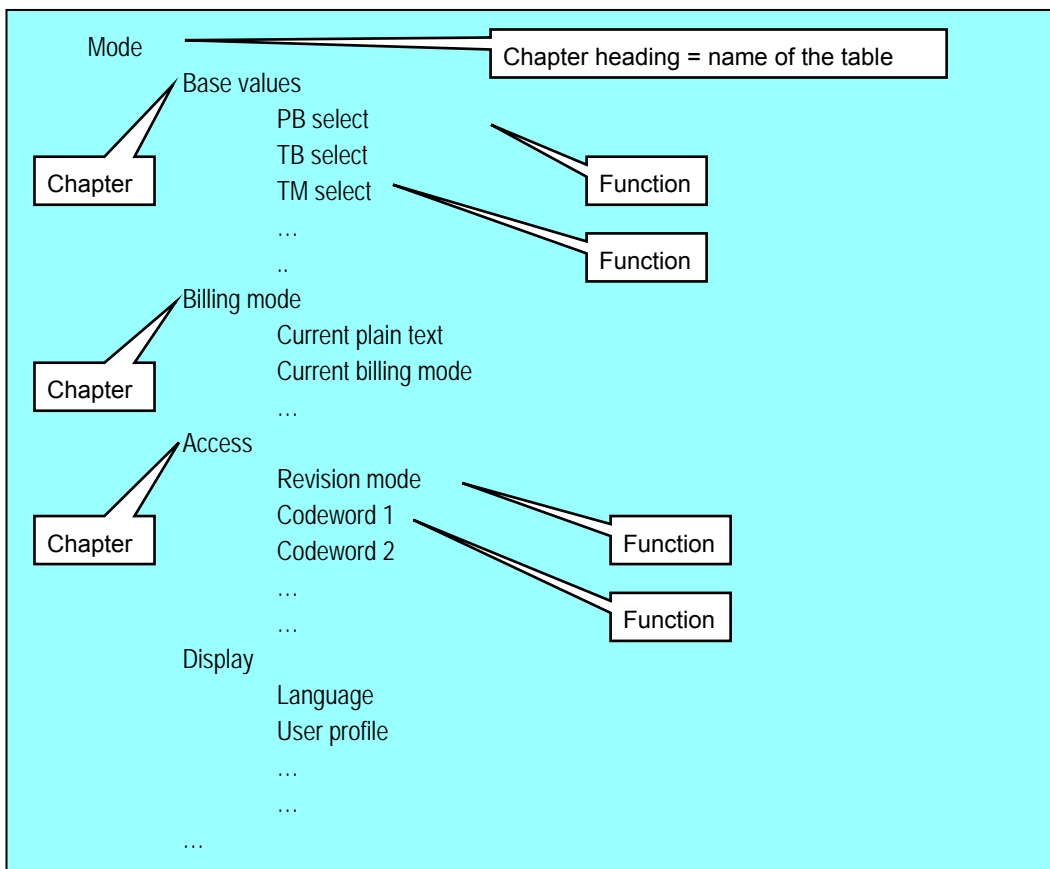 Mode
Chapter heading = name of the table
Base values
PB select
TB select
Chapter
Function
TM select
…
Function
..
Billing mode
Current plain text
Chapter
Current billing mode
…
Access
Revision mode
Codeword 1
Chapter
Function
Codeword 2
…
Function
…
Display
Language
User profile
…
…
…